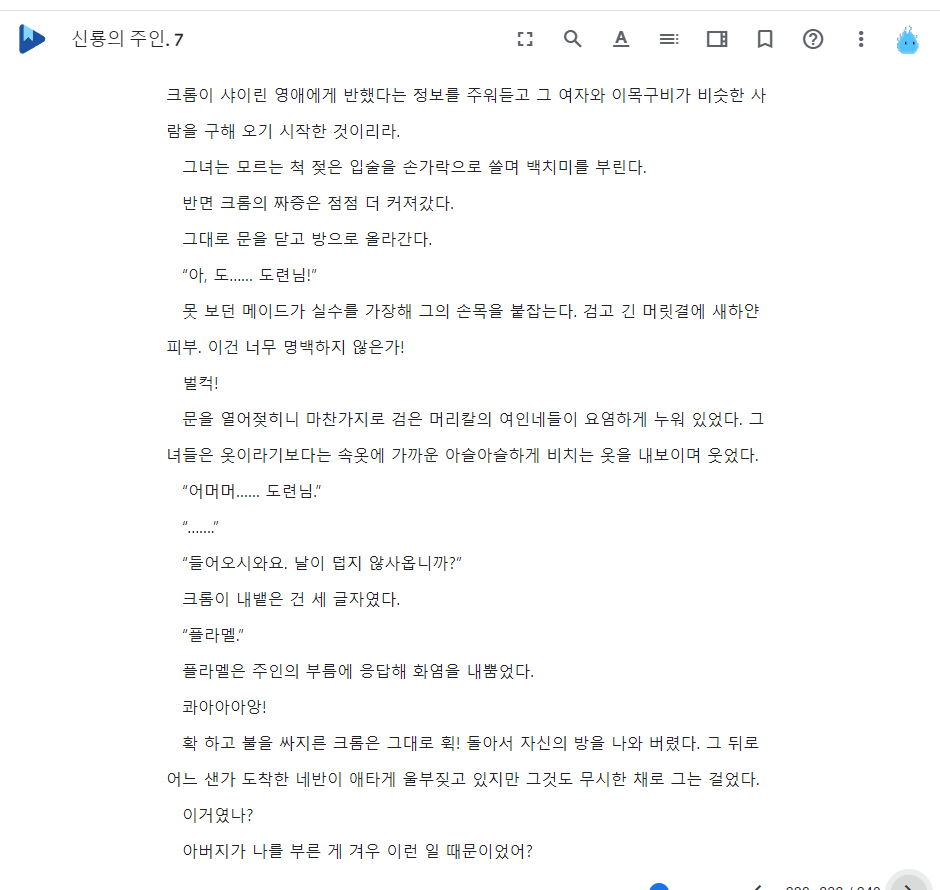 신룡의 주인. 7
크롬이 샤이린 영애에게 반했다는 정보를 주워듣고 그 여자와 이목구비가 비슷한 사
람을 구해 오기 시작한 것이리라.
그녀는 모르는 척 젖은 입술을 손가락으로 쓸며 백치미를 부린다.
반면 크롬의 짜증은 점점 더 커져갔다.
그대로 문을 닫고 방으로 올라간다.
“아, 도...... 도련님!”
못 보던 메이드가 실수를 가장해 그의 손목을 붙잡는다. 검고 긴 머릿결에 새하얀
피부. 이건 너무 명백하지 않은가!
벌컥!
문을 열어젖히니 마찬가지로 검은 머리칼의 여인네들이 요염하게 누워 있었다. 그
녀들은 옷이라기보다는 속옷에 가까운 아슬아슬하게 비치는 옷을 내보이며 웃었다.
“어머머...... 도련님.”
“.......”
“들어오시와요. 날이 덥지 않사옵니까?”
크롬이 내뱉은 건 세 글자였다.
“플라멜.”
플라멜은 주인의 부름에 응답해 화염을 내뿜었다.
콰아아아앙!
확 하고 불을 싸지른 크롬은 그대로 휙! 돌아서 자신의 방을 나와 버렸다. 그 뒤로
어느 샌가 도착한 네반이 애타게 울부짖고 있지만 그것도 무시한 채로 그는 걸었다.
이거였나?
아버지가 나를 부른 게 겨우 이런 일 때문이었어?